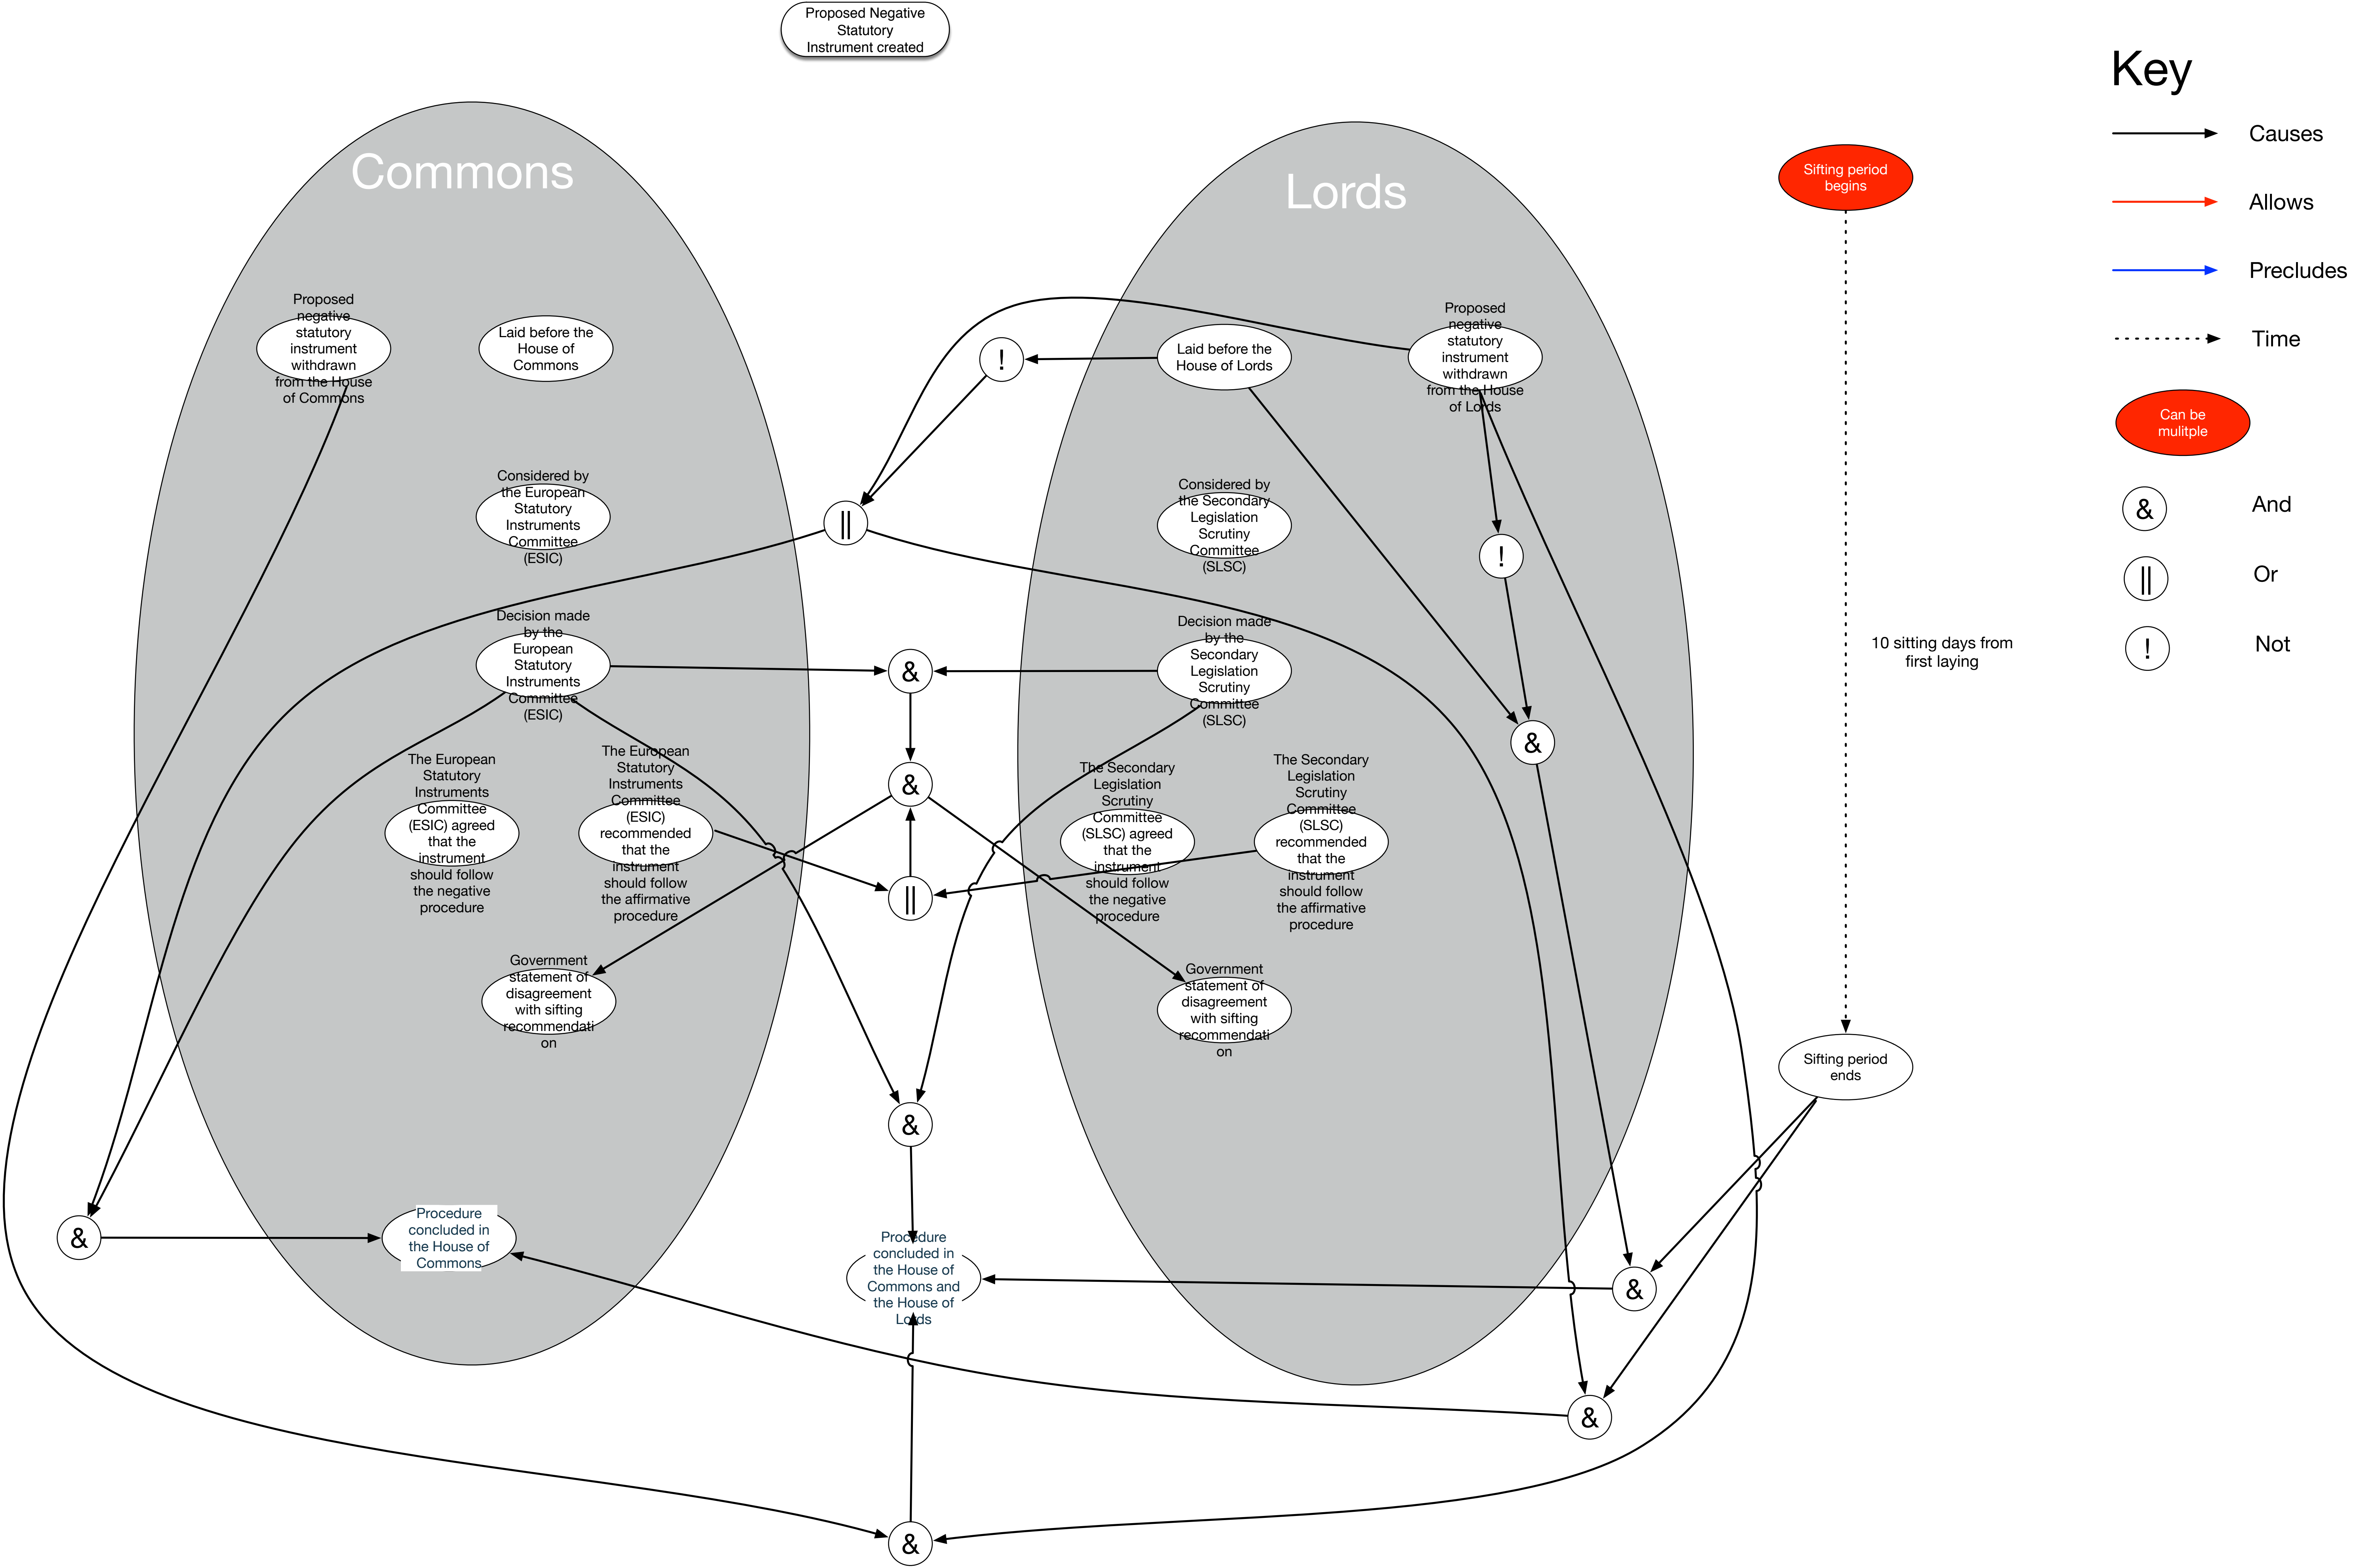 Proposed Negative
Statutory
Instrument created
Key
Causes
Allows
Precludes
Time
Can be
mulitple
&
And
||
Or
!
Not
Commons
Lords
Sifting period
begins
10 sitting days from
first laying
Sifting period
ends
Proposed
negative
statutory
instrument
withdrawn
from the House
of Commons
Laid before the
House of
Commons
!
Laid before the
House of Lords
Proposed
negative
statutory
instrument
withdrawn
from the House
of Lords
Considered by
the European
Statutory
Instruments
Committee
(ESIC)
||
Considered by
the Secondary
Legislation
Scrutiny
Committee
(SLSC)
!
Decision made
by the
European
Statutory
Instruments
Committee
(ESIC)
&
Decision made
by the
Secondary
Legislation
Scrutiny
Committee
(SLSC)
&
The European
Statutory
Instruments
Committee
(ESIC) agreed
that the
instrument
should follow
the negative
procedure
The European
Statutory
Instruments
Committee
(ESIC)
recommended
that the
instrument
should follow
the affirmative
procedure
&
||
The Secondary
Legislation
Scrutiny
Committee
(SLSC) agreed
that the
instrument
should follow
the negative
procedure
The Secondary
Legislation
Scrutiny
Committee
(SLSC)
recommended
that the
instrument
should follow
the affirmative
procedure
Government
statement of
disagreement
with sifting
recommendati
on
Government
statement of
disagreement
with sifting
recommendati
on
&
&
Procedure
concluded in
the House of
Commons
Procedure
concluded in
the House of
Commons and
the House of
Lords
&
&
&